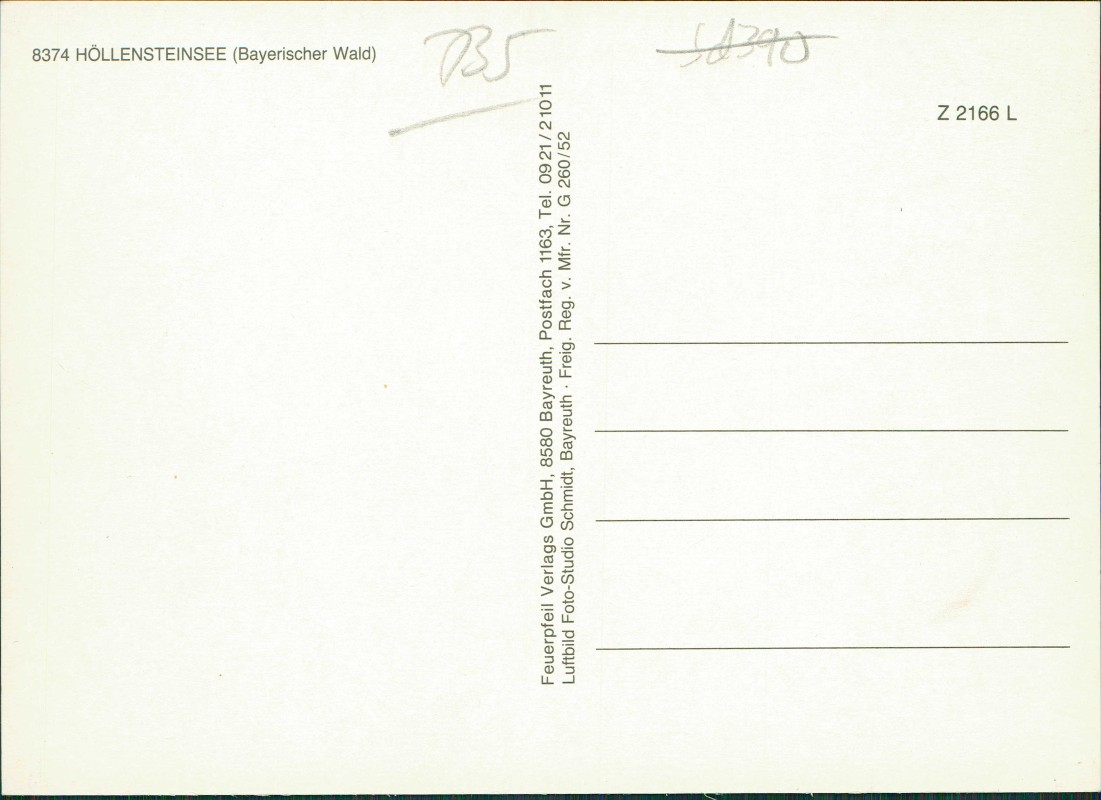 8374 HÖLLENSTEINSEE (Bayerischer Wald)
Z 2166 L
Feuerpfeil Verlags GmbH, 8580 Bayreuth, Postfach 1163, Tel. 0921/21011
Luftbild Foto-Studio Schmidt, Bayreuth · Freig. Reg. v. Mfr. Nr. G 260/52